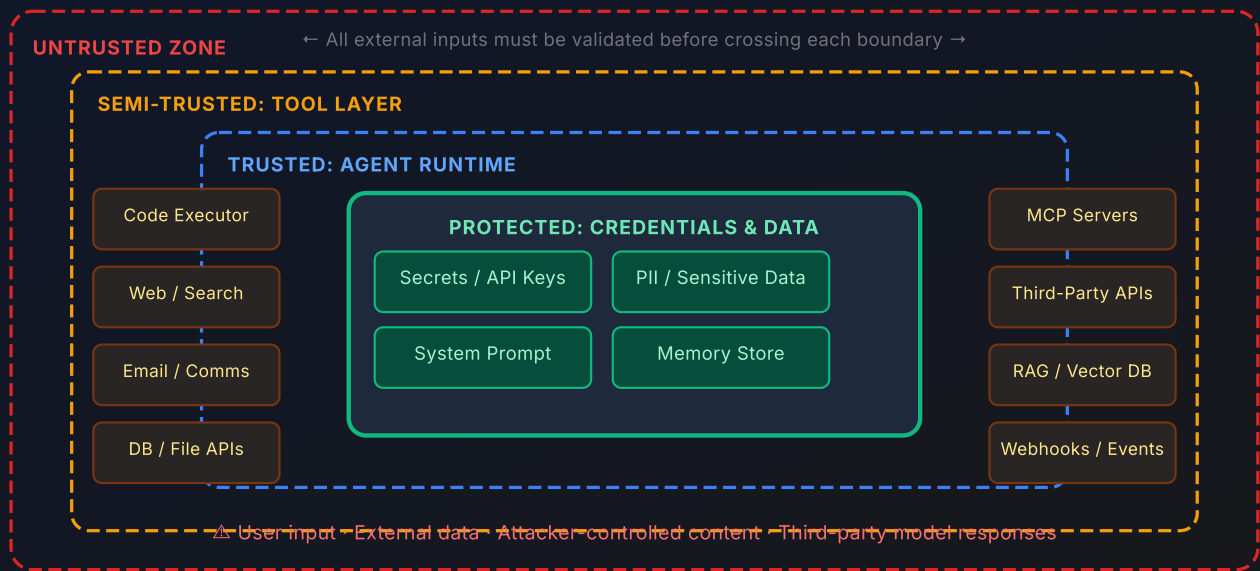 ← All external inputs must be validated before crossing each boundary →
UNTRUSTED ZONE
SEMI-TRUSTED: TOOL LAYER
TRUSTED: AGENT RUNTIME
Code Executor
Web / Search
Email / Comms
DB / File APIs
PROTECTED: CREDENTIALS & DATA
Secrets / API Keys
PII / Sensitive Data
System Prompt
Memory Store
MCP Servers
Third-Party APIs
RAG / Vector DB
Webhooks / Events
⚠ User input · External data · Attacker-controlled content · Third-party model responses